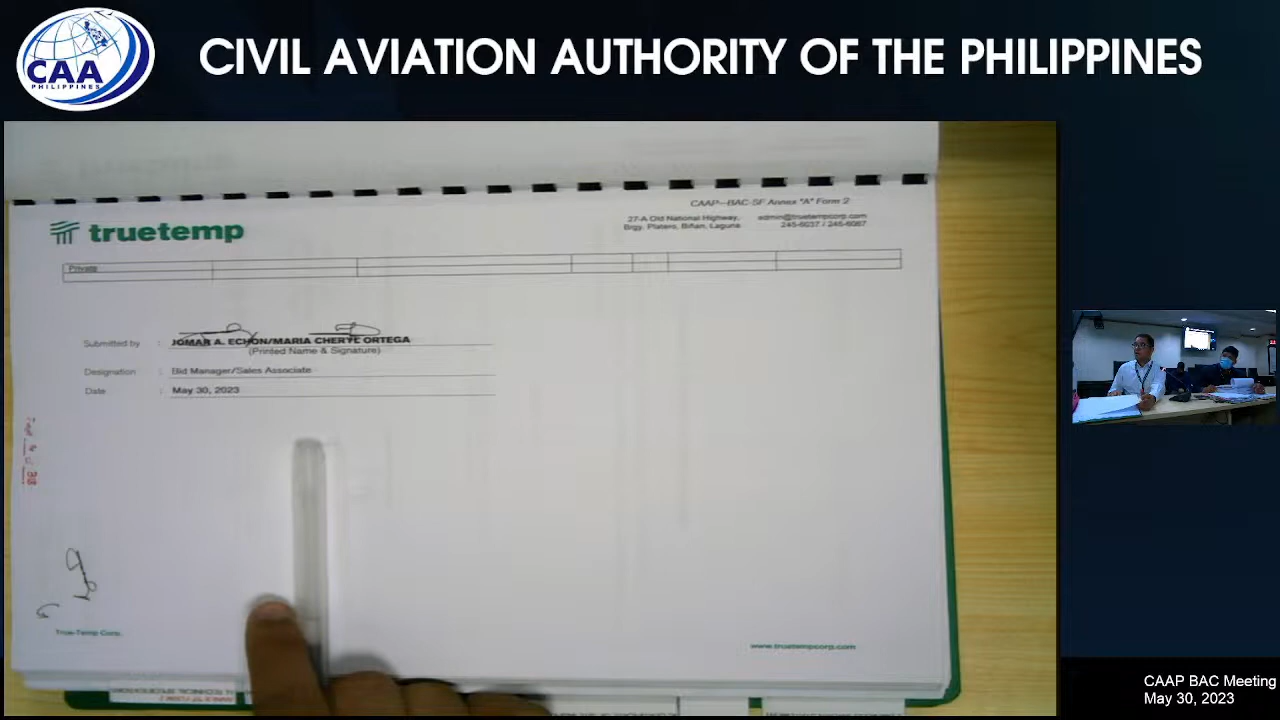 CAA
PHILIPPINES
CIVIL AVIATION AUTHORITY OF THE PHILIPPINES
CAAP-BAC-SF Annex "A" Form 2
truetemp
27-A Old National Highway,
Brgy. Platero, Biñan, Laguna
admin@truetempcorp.com
245-6037 / 245-6087
Private
Submitted by : JOMAR A. ECHON/MARIA CHERYL ORTEGA
(Printed Name & Signature)
Designation : Bid Manager/Sales Associate
Date : May 30, 2023
True-Temp Corp.
www.truetempcorp.com
CAAP BAC Meeting
May 30, 2023